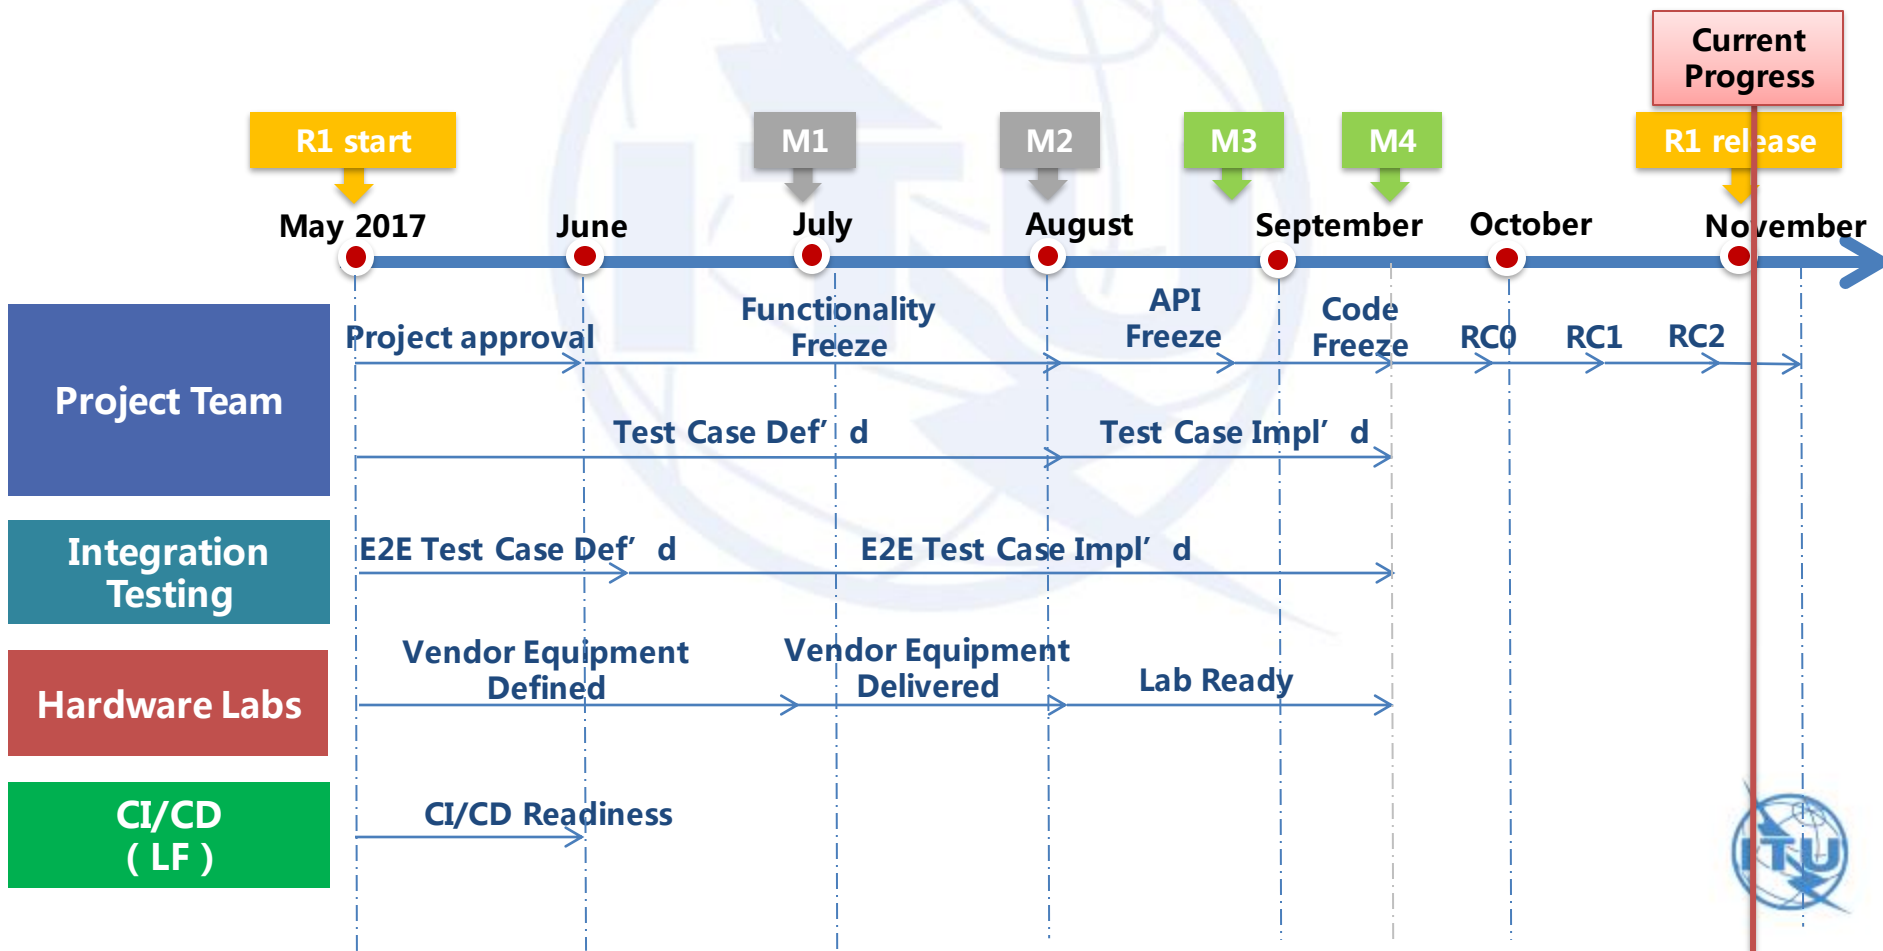 Current
Progress
R1 start
M1
M2
M3
M4
R1 release
May 2017
June
July
August
September
October
November
Project Team
Project approval
Functionality
Freeze
API
Freeze
Code
Freeze
RC0
RC1
RC2
Test Case Def’ d
Test Case Impl’ d
Integration
Testing
E2E Test Case Def’ d
E2E Test Case Impl’ d
Hardware Labs
Vendor Equipment
Defined
Vendor Equipment
Delivered
Lab Ready
CI/CD
( LF )
CI/CD Readiness
ITU
ITU